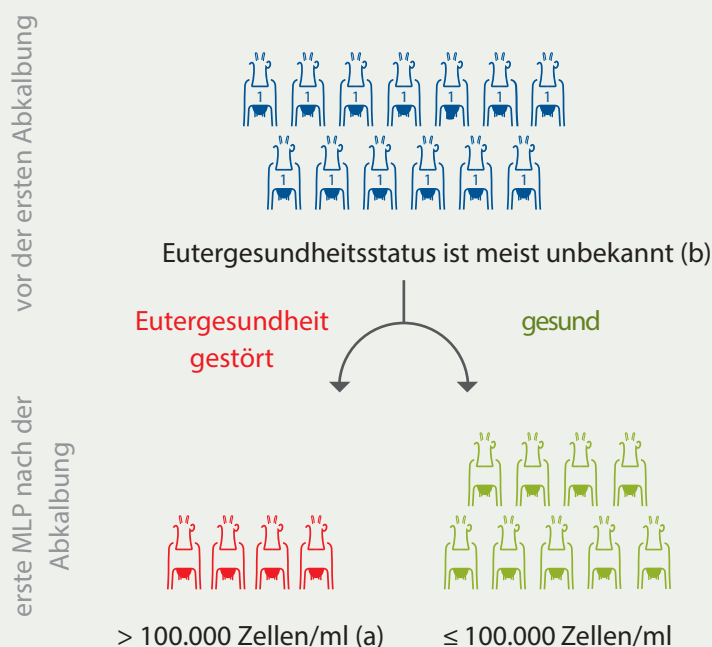 vor der ersten Abkalbung
1 1 1 1 1 1 1
1 1 1 1 1 1
Eutergesundheitsstatus ist meist unbekannt (b)
Eutergesundheit
gestört
gesund
erste MLP nach der
Abkalbung
> 100.000 Zellen/ml (a)
≤ 100.000 Zellen/ml